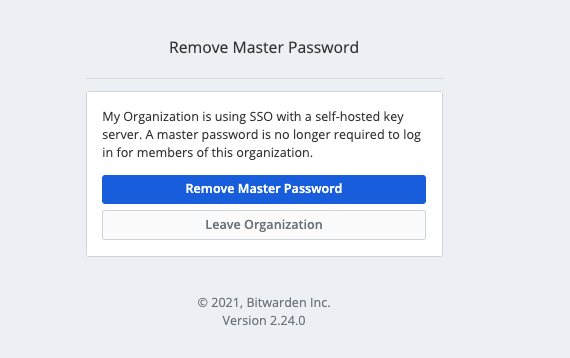 Remove Master Password
My Organization is using SSO with a self-hosted key
server. A master password is no longer required to log
in for members of this organization.
Remove Master Password
Leave Organization
© 2021, Bitwarden Inc.
Version 2.24.0